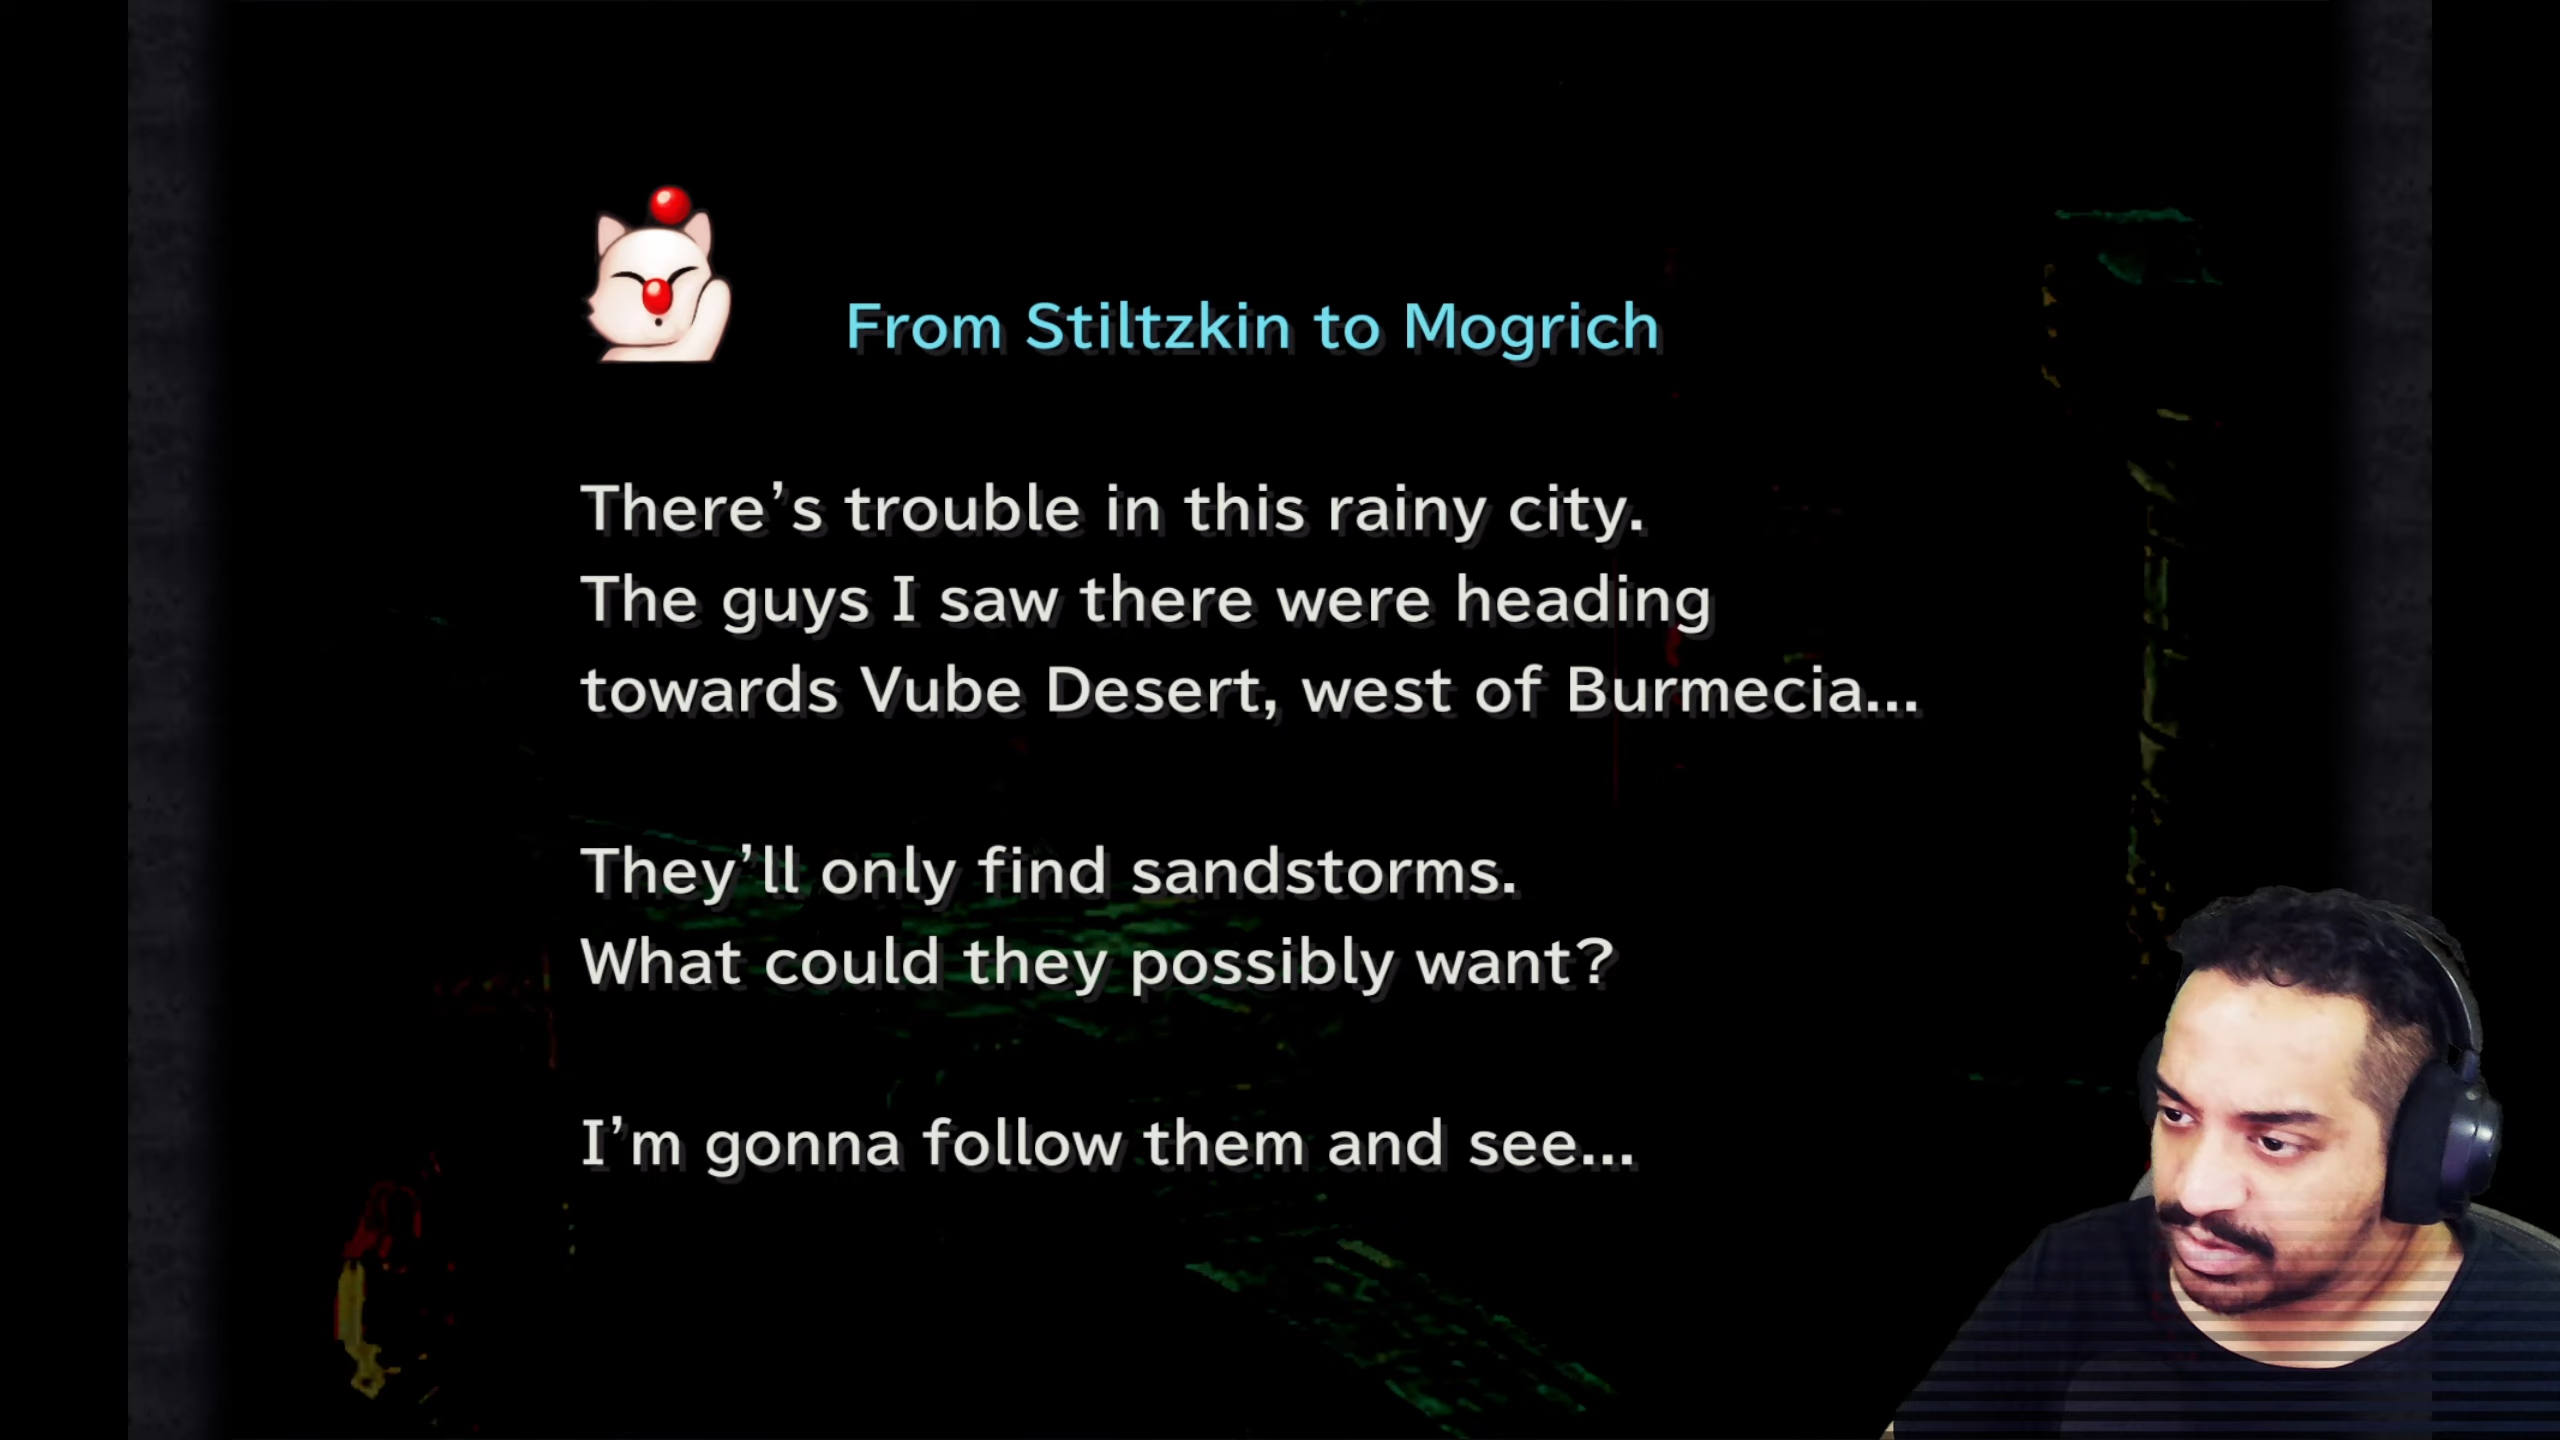 From Stiltzkin to Mogrich
There's trouble in this rainy city.
The guys I saw there were heading
towards Vube Desert, west of Burmecia...
They'll only find sandstorms.
What could they possibly want?
I'm gonna follow them and see...